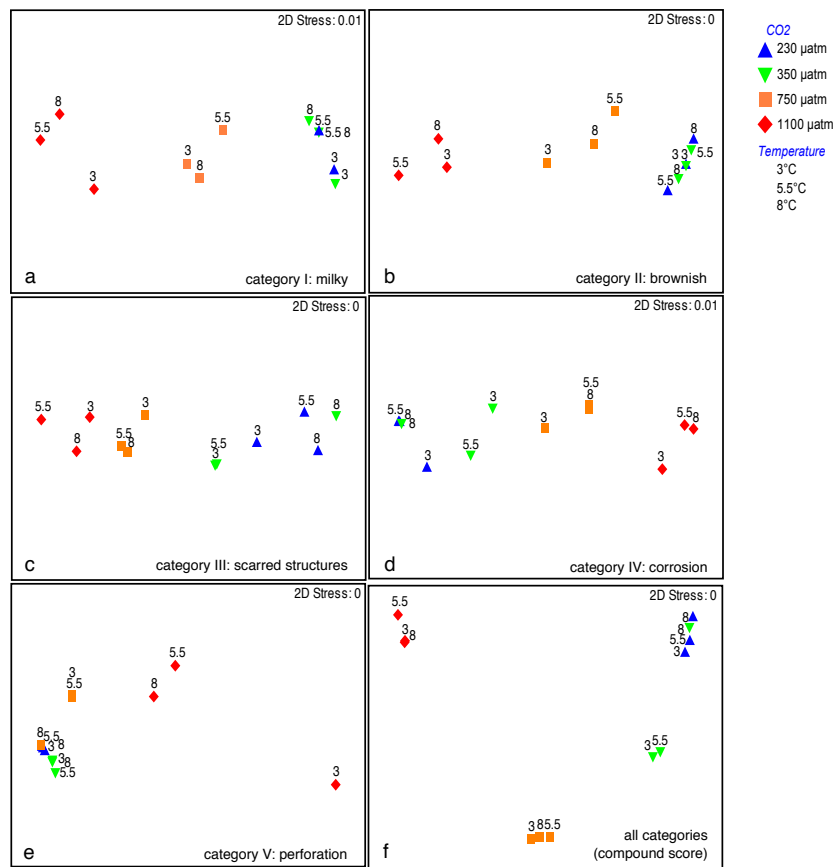 2D Stress: 0.01
8
5.5
3
5.5
3
8
8
5.5
5.5 8
3
3
a
category I: milky
2D Stress: 0
8
5.5
3
5.5
8
3
8
3 3 5.5
8
5.5
b
category II: brownish
CO2
230 µatm
350 µatm
750 µatm
1100 µatm
Temperature
3°C
5.5°C
8°C
2D Stress: 0
5.5
3
8
3
5.5
8
5.5
3
3
5.5
8
8
c
category III: scarred structures
2D Stress: 0.01
5.5
8
8
3
3
5.5
3
5.5
8
5.5
8
3
d
category IV: corrosion
2D Stress: 0
3
5.5
5.5
8
8
5.5
3 8
3
8
5.5
3
e
category V: perforation
2D Stress: 0
5.5
3
8
8
8
5.5
3
3 5.5
3 8 5.5
f
all categories
(compound score)